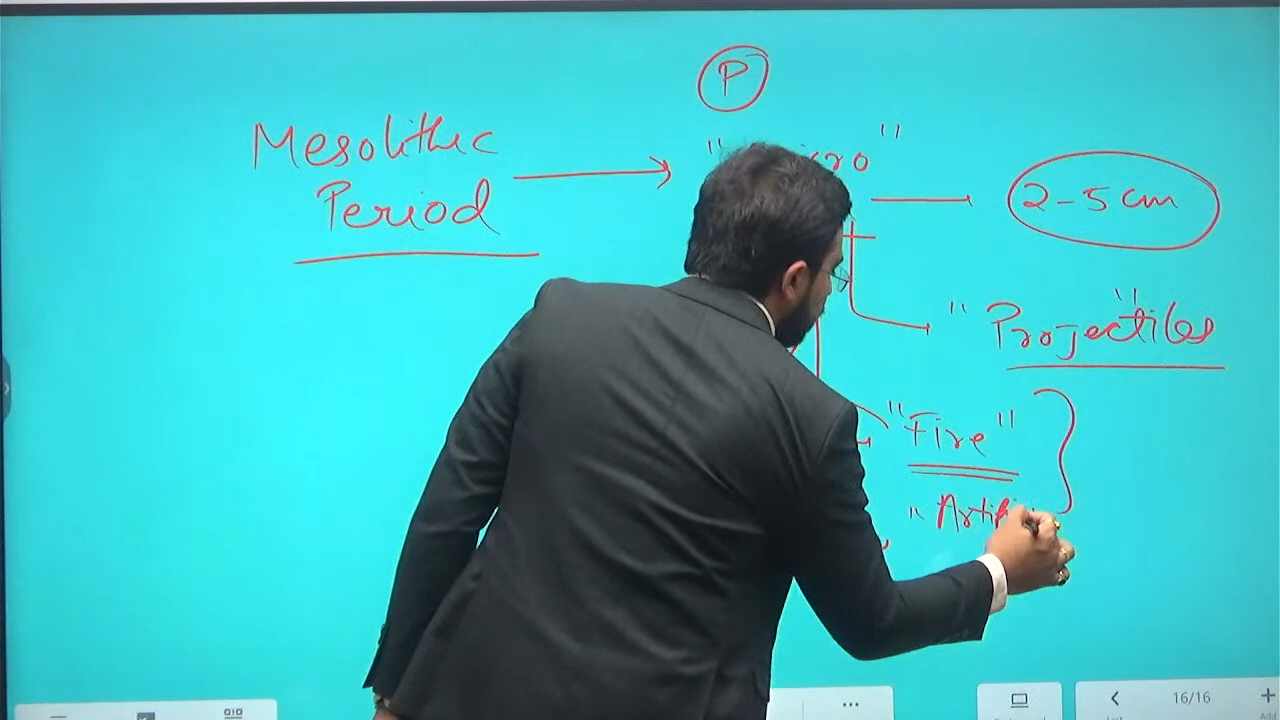 P
Mesolithic
Period
2-5 cm
"Projectiles"
"Fire"
16/16